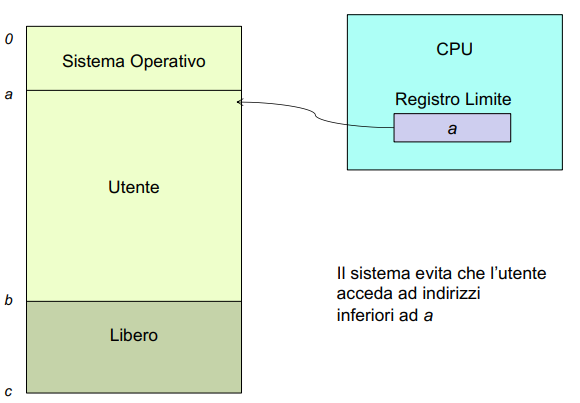 0
Sistema Operativo
a
Utente
b
Libero
c
CPU
Registro Limite
a
Il sistema evita che l'utente
acceda ad indirizzi
inferiori ad a